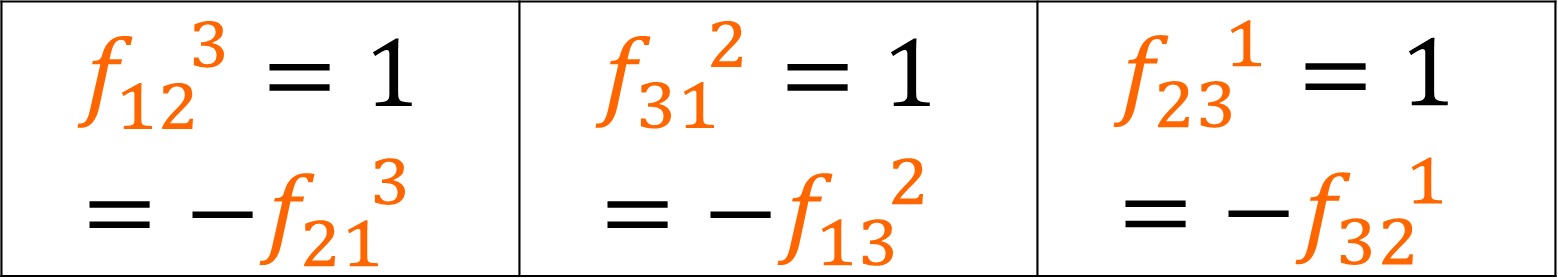 f₁₂³ = 1
= −f₂₁³
f₃₁² = 1
= −f₁₃²
f₂₃¹ = 1
= −f₃₂¹